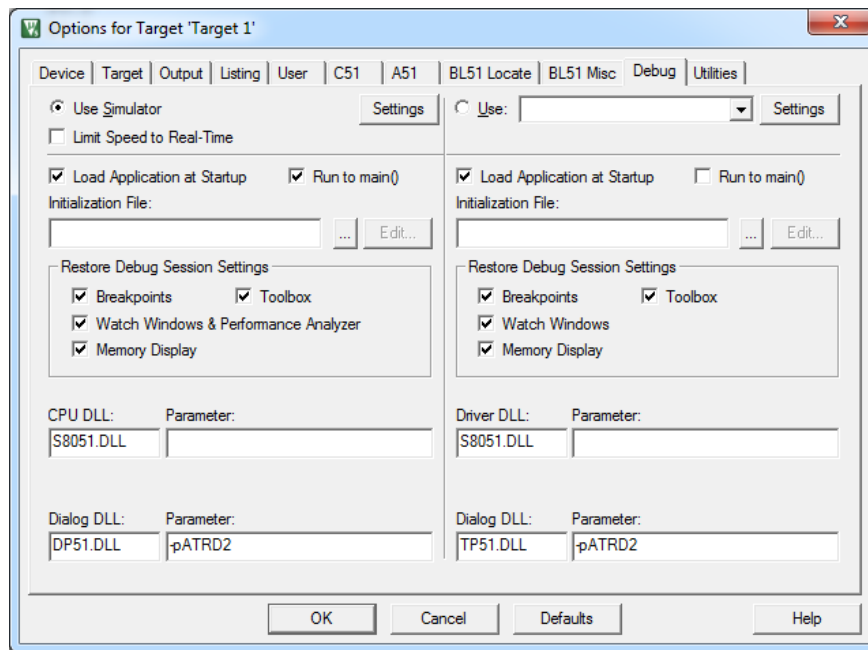 Options for Target 'Target 1'
Device Target Output Listing User C51 A51 BL51 Locate BL51 Misc Debug Utilities
Use Simulator Settings Use: Settings
Limit Speed to Real-Time
Load Application at Startup Run to main() Load Application at Startup Run to main()
Initialization File: Initialization File:
... Edit... ... Edit...
Restore Debug Session Settings Restore Debug Session Settings
Breakpoints Toolbox Breakpoints Toolbox
Watch Windows & Performance Analyzer Watch Windows
Memory Display Memory Display
CPU DLL: Parameter: Driver DLL: Parameter:
S8051.DLL S8051.DLL
Dialog DLL: Parameter: Dialog DLL: Parameter:
DP51.DLL -pATRD2 TP51.DLL -pATRD2
OK Cancel Defaults Help